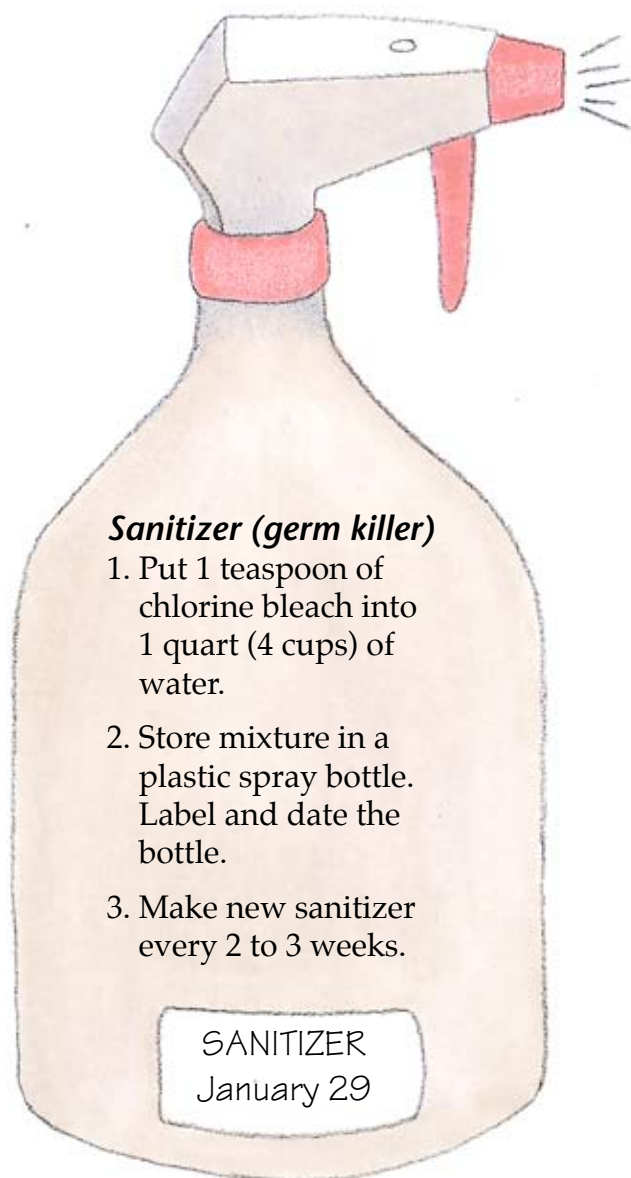 Sanitizer (germ killer)
1. Put 1 teaspoon of
chlorine bleach into
1 quart (4 cups) of
water.
2. Store mixture in a
plastic spray bottle.
Label and date the
bottle.
3. Make new sanitizer
every 2 to 3 weeks.
SANITIZER
January 29